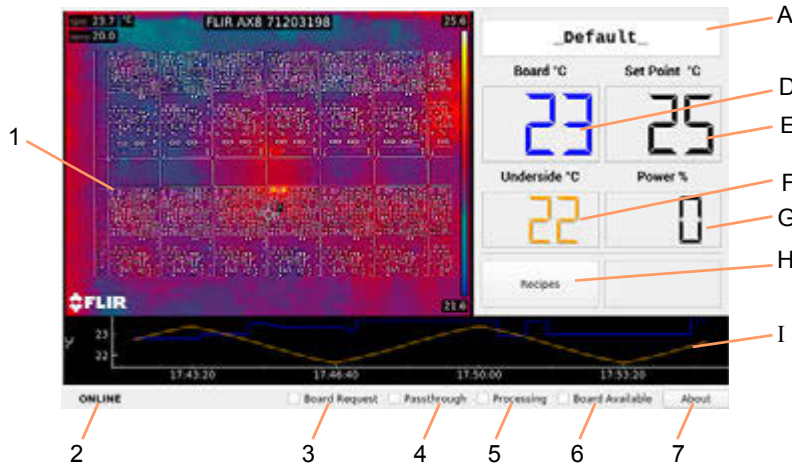 23.7 °C
20.0
FLIR AX8 71203198
25.6
_Default_
A
Board °C
Set Point °C
23
25
D
E
1
Underside °C
Power %
22
0
F
G
Recipes
H
FLIR
21.6
23
22
I
17:43:20
17:46:40
17:50:00
17:53:20
ONLINE
Board Request
Passthrough
Processing
Board Available
About
2
3
4
5
6
7